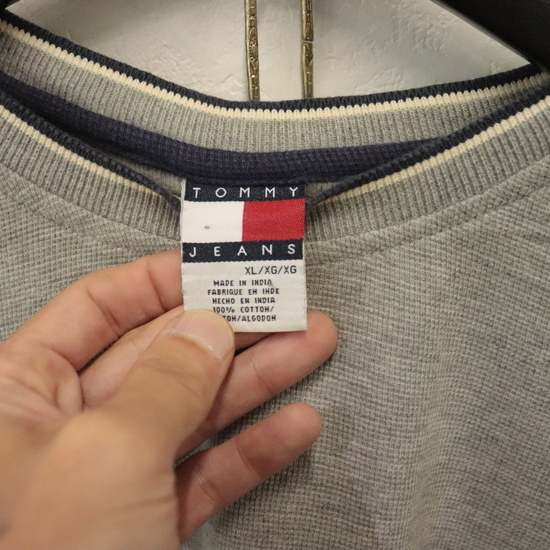 TOMMY
JEANS
XL/XG/XG
MADE IN INDIA
FABRIQUE EN INDE
HECHO EN INDIA
100% COTTON/
/ALGODON